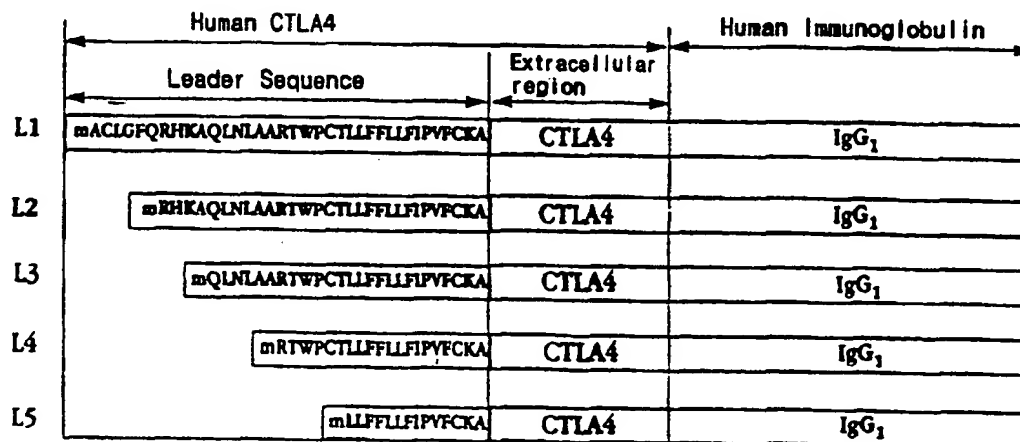 Human CTLA4 Human Immunoglobulin
Leader Sequence Extracellular region
L1 mACLGFQRHKAQLNLAARTWPCTLLFFLLFIPVFCKA CTLA4 IgG1
L2 mRHKAQLNLAARTWPCTLLFFLLFIPVFCKA CTLA4 IgG1
L3 mQLNLAARTWPCTLLFFLLFIPVFCKA CTLA4 IgG1
L4 mRTWPCTLLFFLLFIPVFCKA CTLA4 IgG1
L5 mLLFFLLFIPVFCKA CTLA4 IgG1